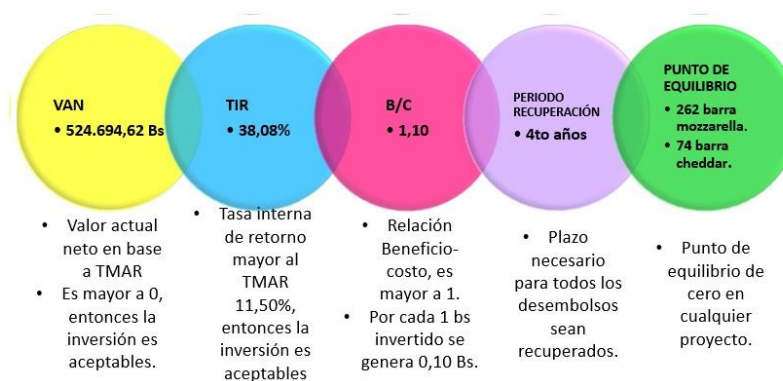 VAN
• 524.694,62 Bs
TIR
• 38,08%
B/C
• 1,10
PERIODO
RECUPERACIÓN
• 4to años
PUNTO DE
EQUILIBRIO
• 262 barra
mozzarella.
• 74 barra
cheddar.
• Valor actual
neto en base
a TMAR
• Es mayor a 0,
entonces la
inversión es
aceptables.
• Tasa interna
de retorno
mayor al
TMAR
11,50%,
entonces la
inversión es
aceptables
• Relación
Beneficio-
costo, es
mayor a 1.
• Por cada 1 bs
invertido se
genera 0,10 Bs.
• Plazo
necesario
para todos los
desembolsos
sean
recuperados.
• Punto de
equilibrio de
cero en
cualquier
proyecto.